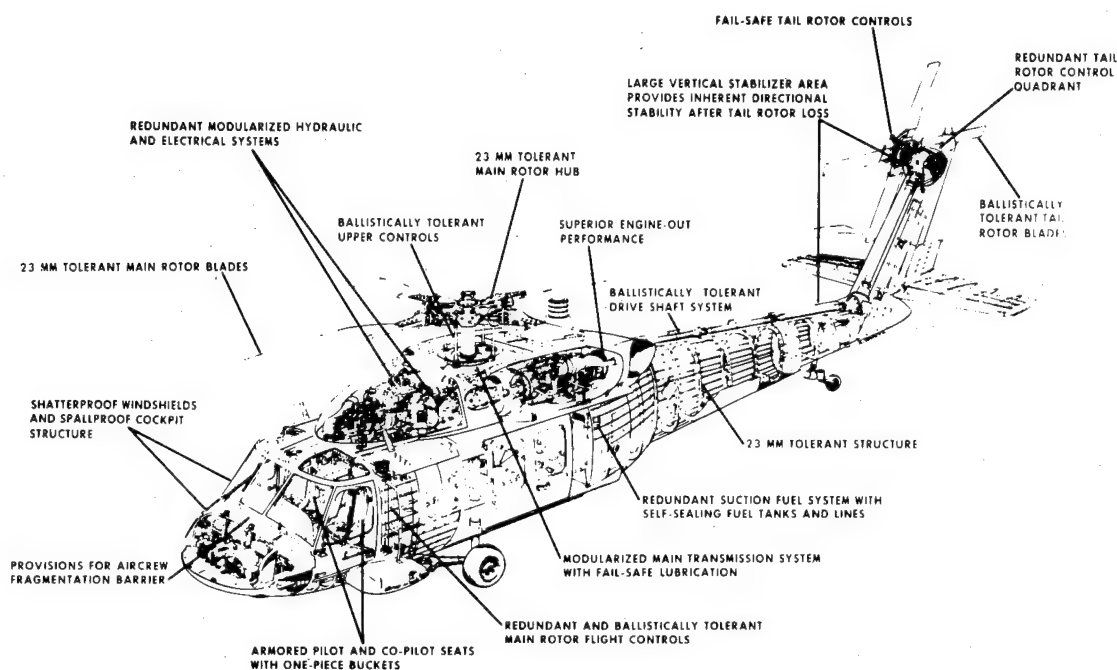 FAIL-SAFE TAIL ROTOR CONTROLS
REDUNDANT TAIL
ROTOR CONTROL
QUADRANT
LARGE VERTICAL STABILIZER AREA
PROVIDES INHERENT DIRECTIONAL
STABILITY AFTER TAIL ROTOR LOSS
REDUNDANT MODULARIZED HYDRAULIC
AND ELECTRICAL SYSTEMS
23 MM TOLERANT
MAIN ROTOR HUB
BALLISTICALLY TOLERANT
UPPER CONTROLS
SUPERIOR ENGINE-OUT
PERFORMANCE
BALLISTICALLY
TOLERANT TAIL
ROTOR BLADES
23 MM TOLERANT MAIN ROTOR BLADES
BALLISTICALLY TOLERANT
DRIVE SHAFT SYSTEM
SHATTERPROOF WINDSHIELDS
AND SPALLPROOF COCKPIT
STRUCTURE
23 MM TOLERANT STRUCTURE
REDUNDANT SUCTION FUEL SYSTEM WITH
SELF-SEALING FUEL TANKS AND LINES
PROVISIONS FOR AIRCREW
FRAGMENTATION BARRIER
MODULARIZED MAIN TRANSMISSION SYSTEM
WITH FAIL-SAFE LUBRICATION
REDUNDANT AND BALLISTICALLY TOLERANT
MAIN ROTOR FLIGHT CONTROLS
ARMORED PILOT AND CO-PILOT SEATS
WITH ONE-PIECE BUCKETS